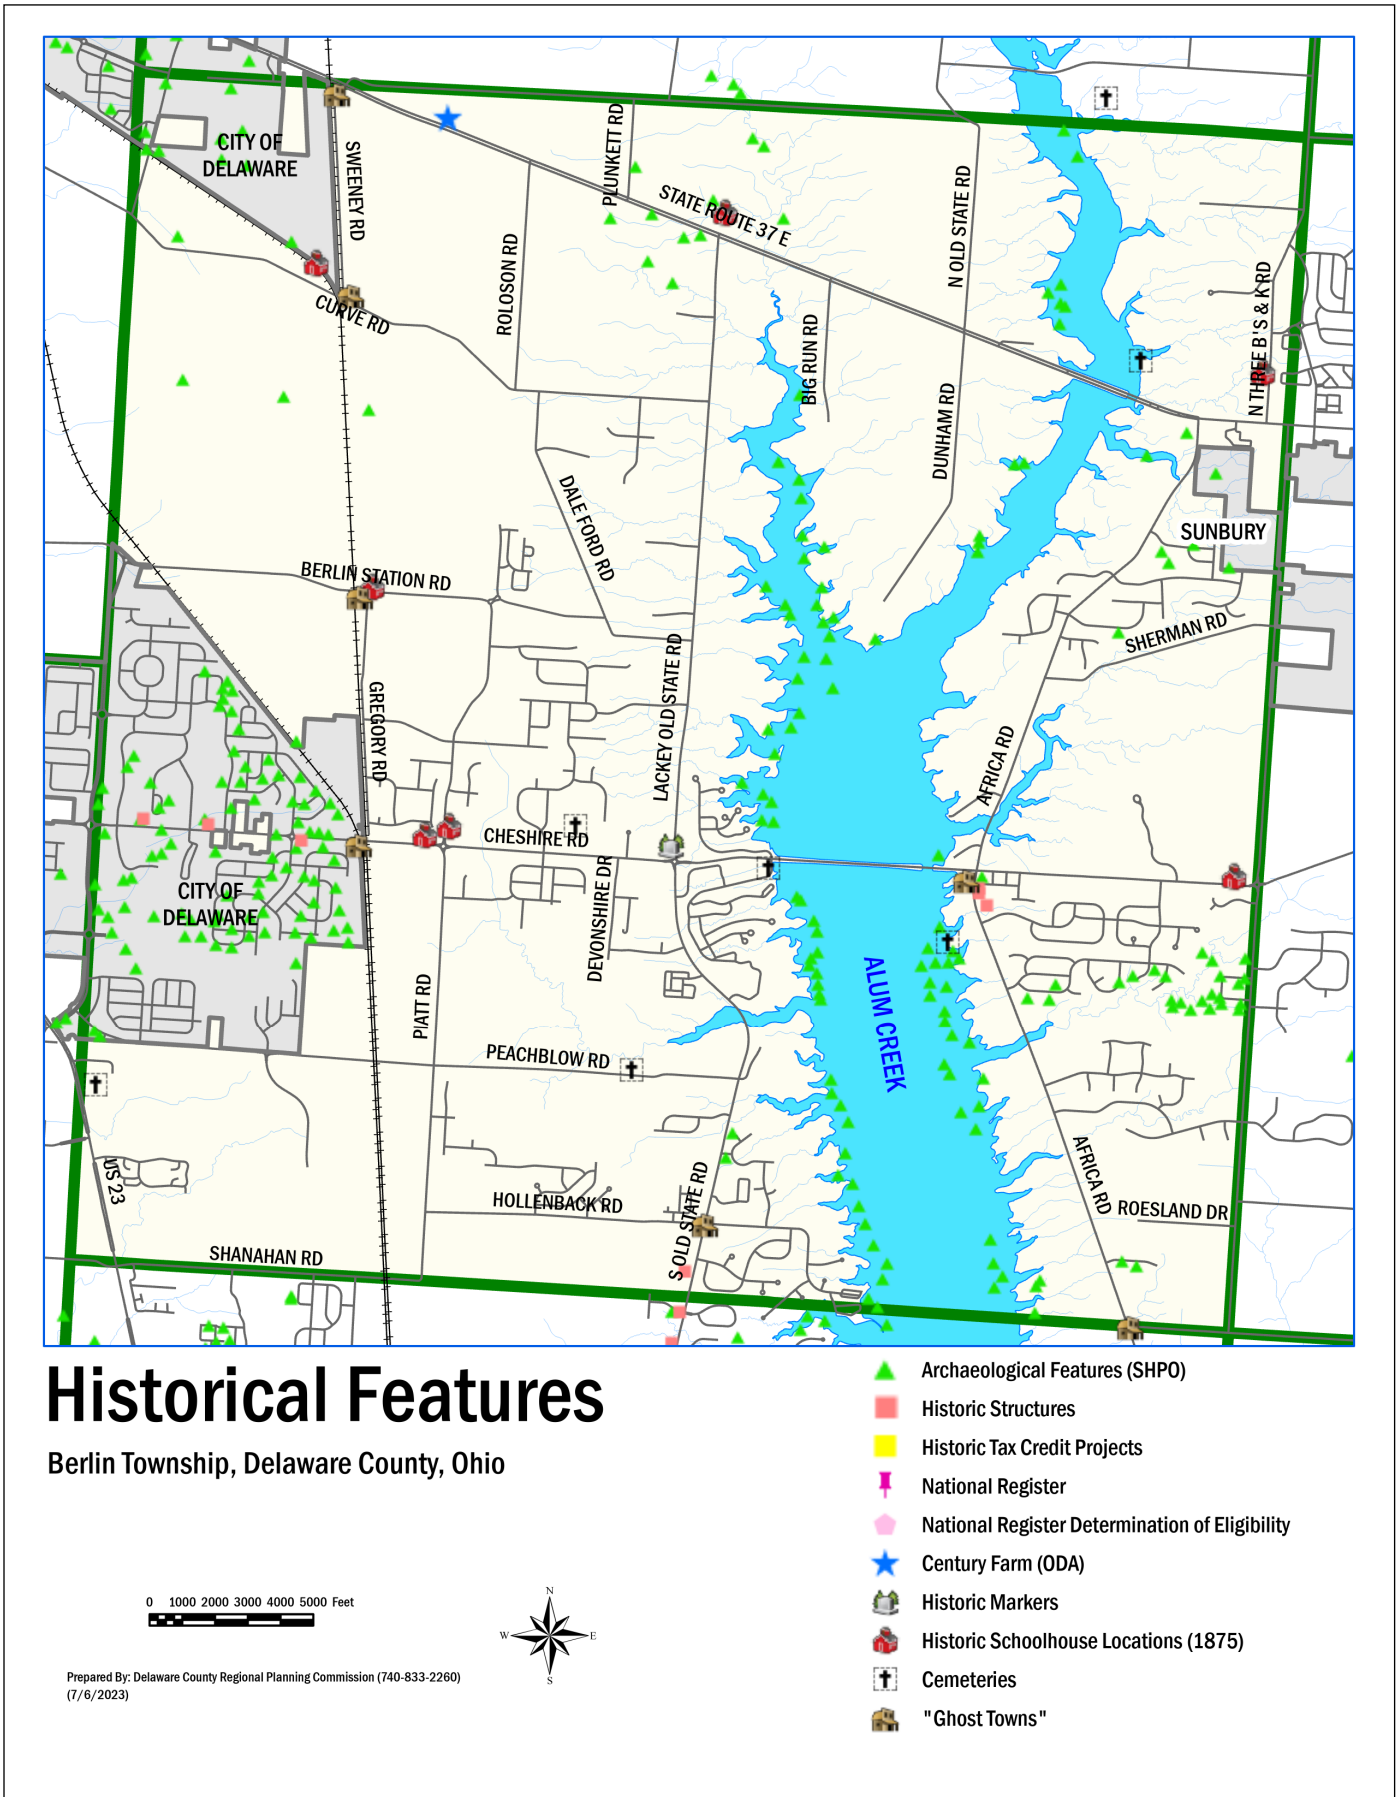 CITY OF
DELAWARE
SWEENEY RD
PLUNKETT RD
STATE ROUTE 37 E
N OLD STATE RD
ROLOSON RD
CURVE RD
BIG RUN RD
N THREE B'S & K RD
DUNHAM RD
DALE FORD RD
SUNBURY
BERLIN STATION RD
SHERMAN RD
LACKEY OLD STATE RD
GREGORY RD
AFRICA RD
CHESHIRE RD
CITY OF
DELAWARE
DEVONSHIRE DR
PIATT RD
ALUM CREEK
PEACHBLOW RD
US 23
AFRICA RD
HOLLENBACK RD
S OLD STATE RD
ROESLAND DR
SHANAHAN RD
Historical Features
Berlin Township, Delaware County, Ohio
Archaeological Features (SHPO)
Historic Structures
Historic Tax Credit Projects
National Register
National Register Determination of Eligibility
Century Farm (ODA)
Historic Markers
Historic Schoolhouse Locations (1875)
Cemeteries
"Ghost Towns"
0 1000 2000 3000 4000 5000 Feet
N
W E
S
Prepared By: Delaware County Regional Planning Commission (740-833-2260)
(7/6/2023)